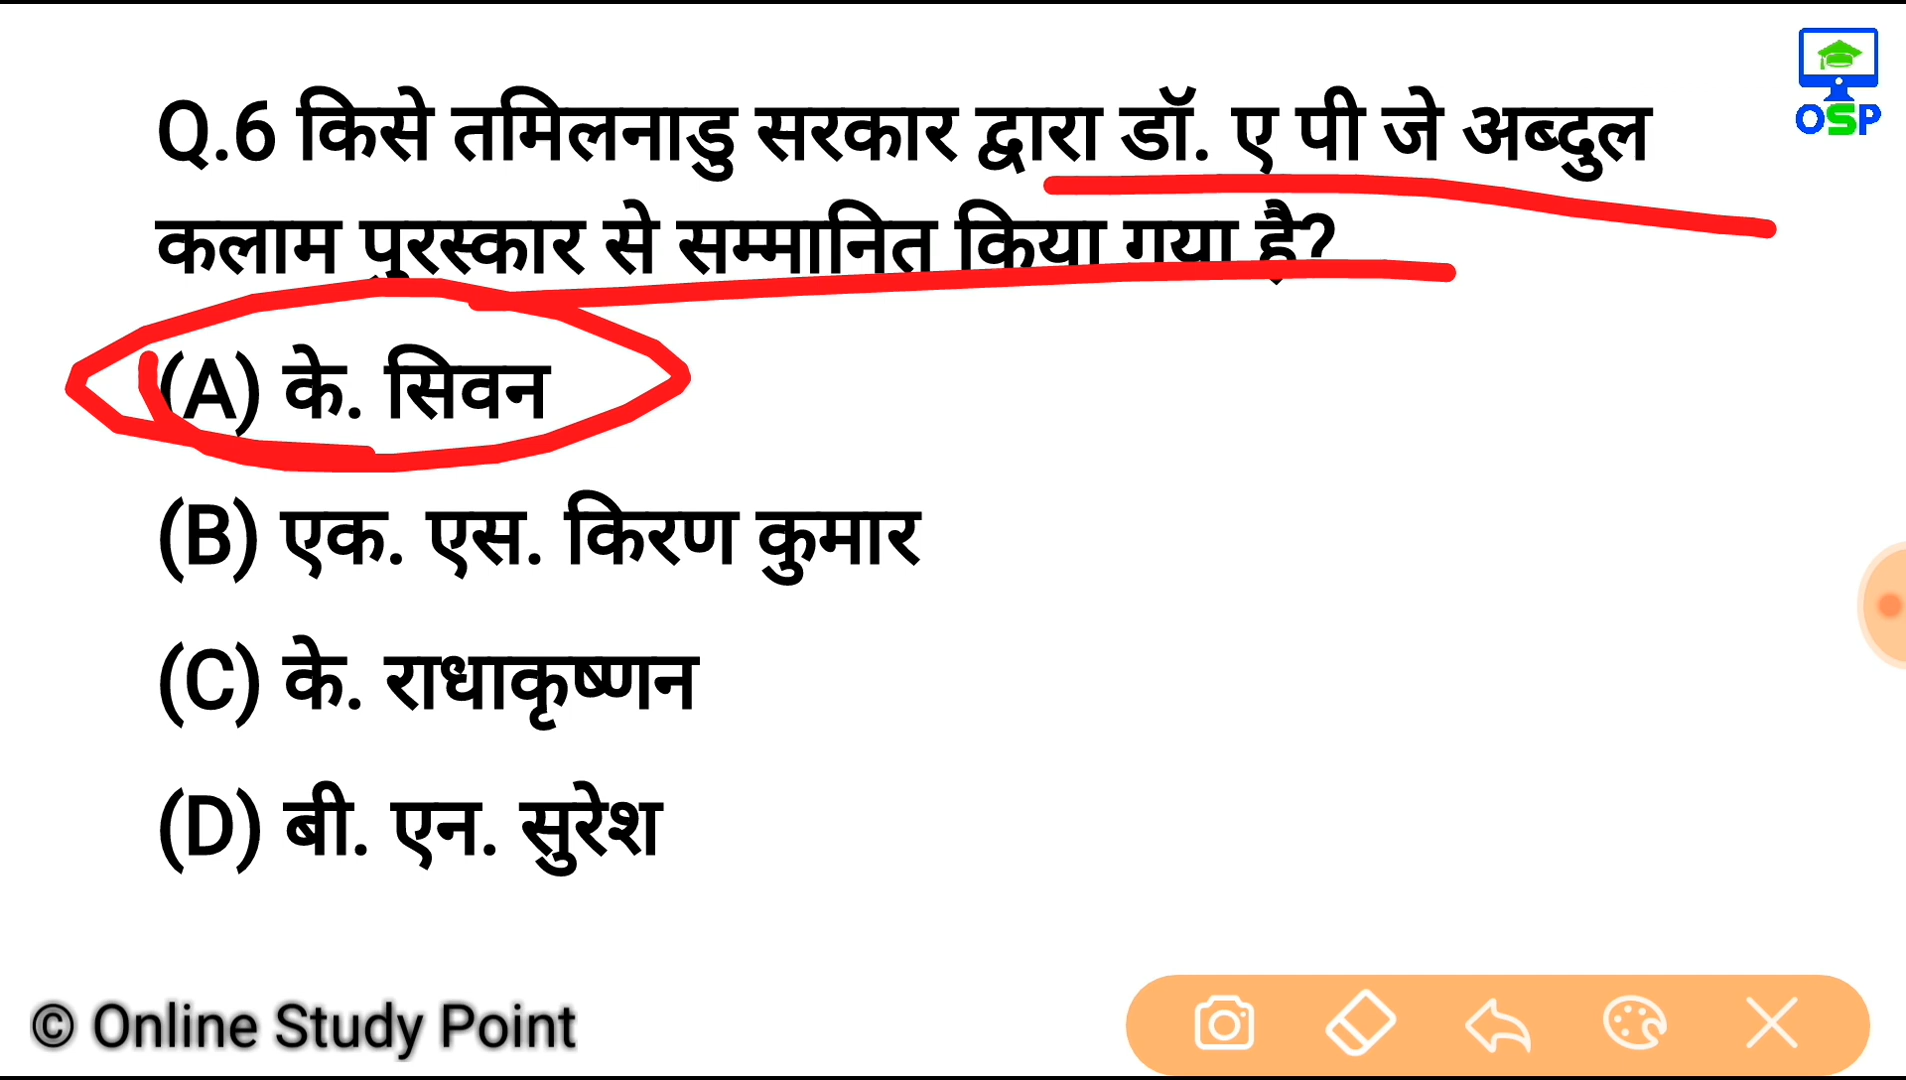 OSP
Q.6 किसे तमिलनाडु सरकार द्वारा डॉ. ए पी जे अब्दुल
कलाम पुरस्कार से सम्मानित किया गया है?
(A) के. सिवन
(B) एक. एस. किरण कुमार
(C) के. राधाकृष्णन
(D) बी. एन. सुरेश
© Online Study Point